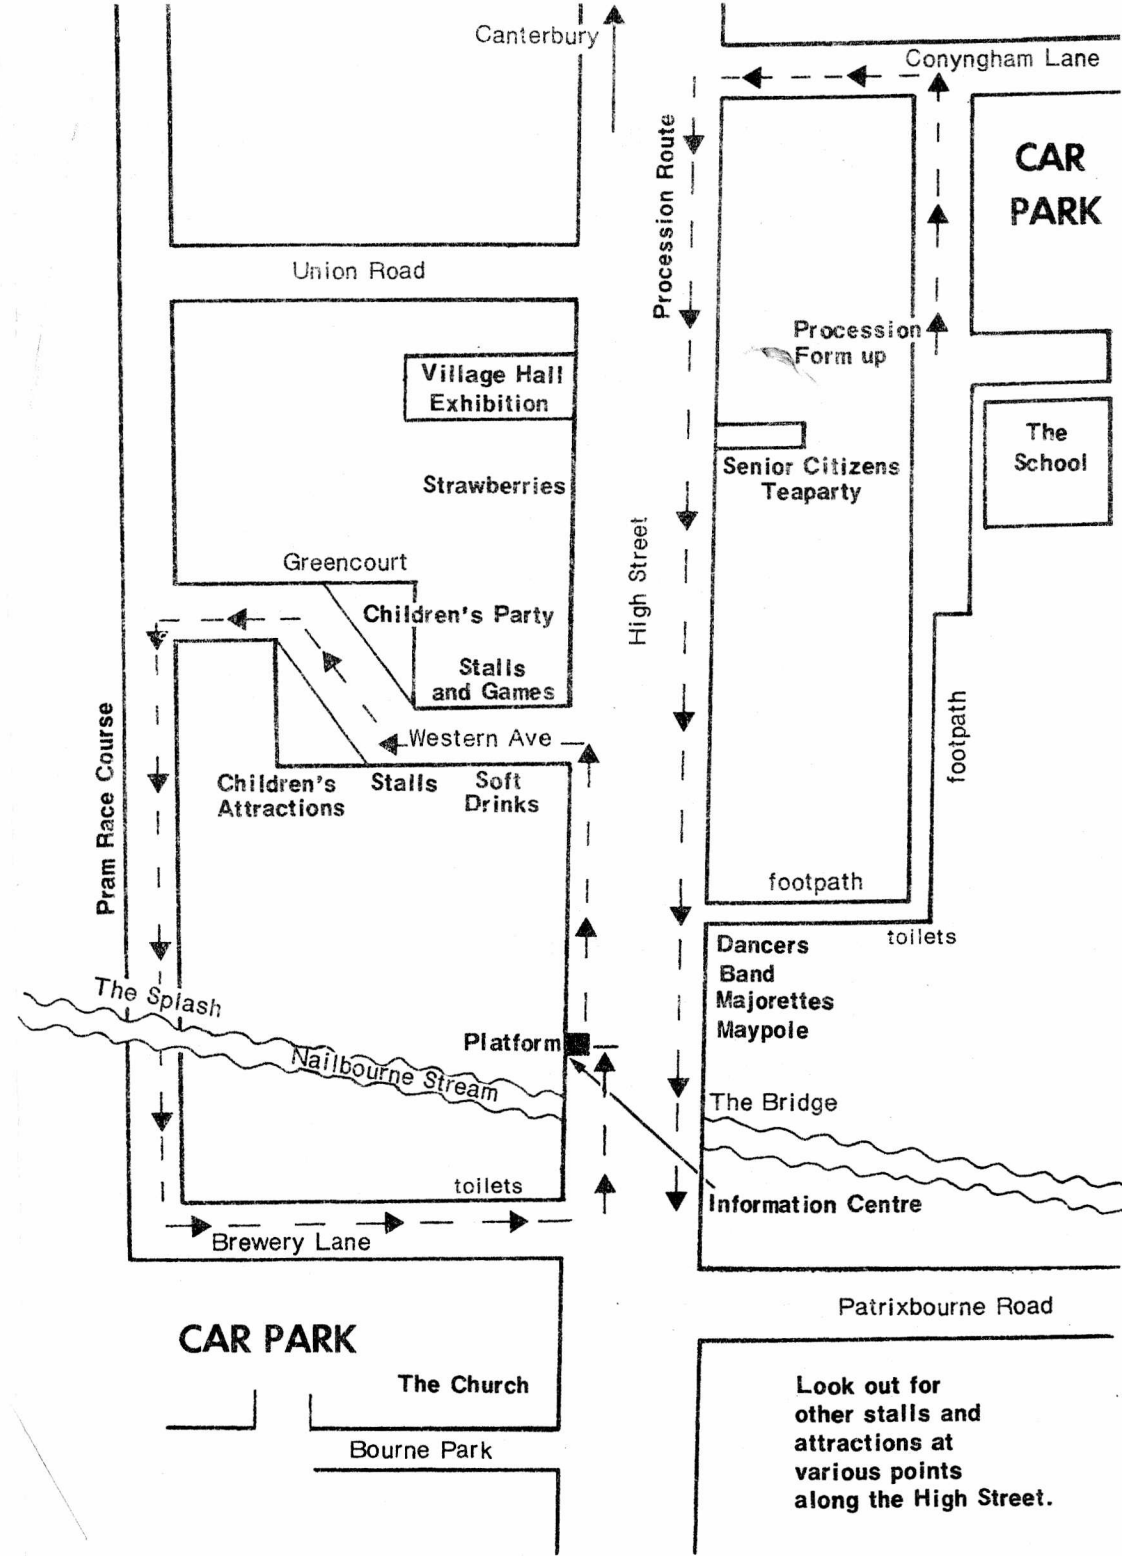 Canterbury
Conyngham Lane
CAR
PARK
Procession Route
Union Road
Procession
Form up
Village Hall
Exhibition
The
School
Senior Citizens
Teaparty
Strawberries
High Street
Greencourt
Children's Party
Stalls
and Games
footpath
Pram Race Course
Western Ave
Children's
Attractions
Stalls
Soft
Drinks
footpath
toilets
Dancers
Band
Majorettes
Maypole
The Splash
Platform
Nailbourne Stream
The Bridge
toilets
Information Centre
Brewery Lane
Patrixbourne Road
CAR PARK
The Church
Look out for
other stalls and
attractions at
various points
along the High Street.
Bourne Park